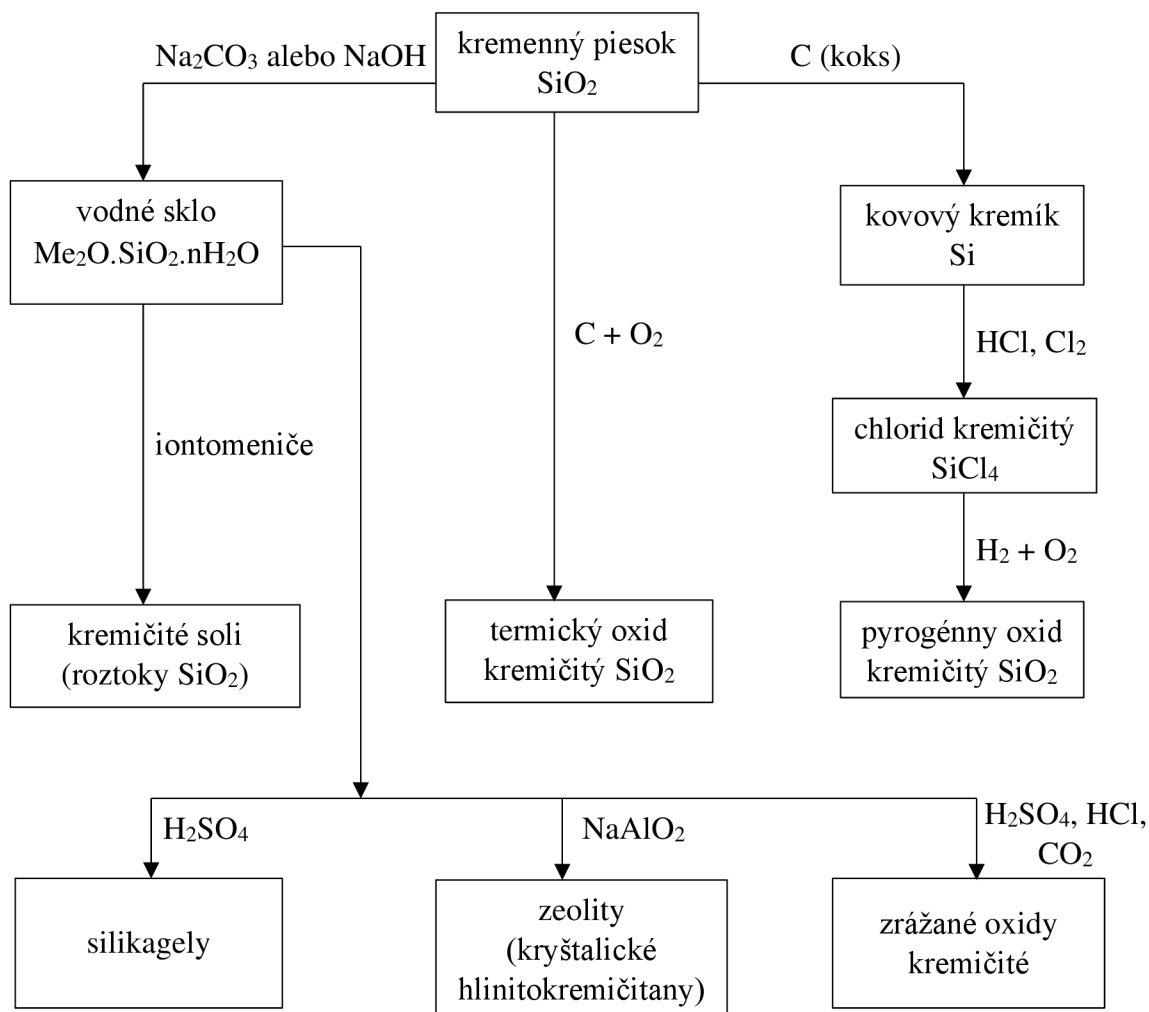 Na₂CO₃ alebo NaOH
kremenný piesok
SiO₂
C (koks)
vodné sklo
Me₂O.SiO₂.nH₂O
kovový kremík
Si
C + O₂
HCl, Cl₂
iontomeniče
chlorid kremičitý
SiCl₄
H₂ + O₂
kremičité soli
(roztoky SiO₂)
termický oxid
kremičitý SiO₂
pyrogénny oxid
kremičitý SiO₂
H₂SO₄
NaAlO₂
H₂SO₄, HCl,
CO₂
silikagely
zeolity
(kryštalické
hlinitokremičitany)
zrážané oxidy
kremičité